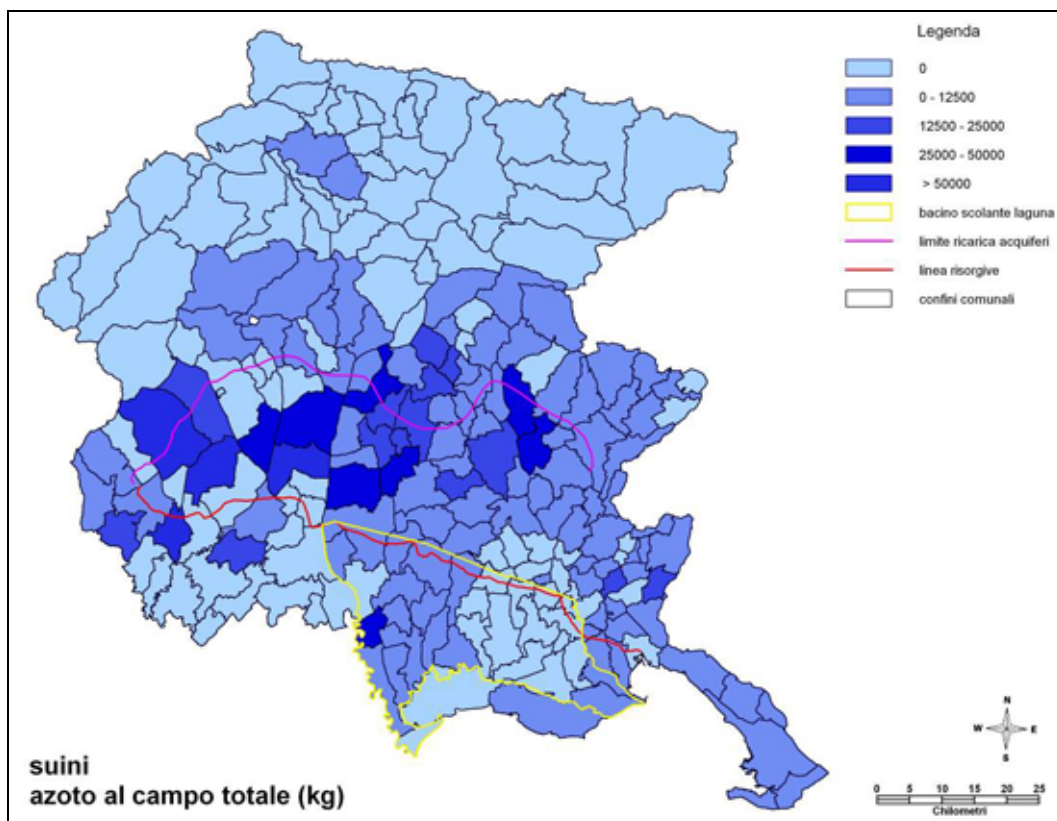 Legenda
0
0 - 12500
12500 - 25000
25000 - 50000
> 50000
bacino scolante laguna
limite ricarica acquiferi
linea risorgive
confini comunali
N
W E
S
suini
azoto al campo totale (kg)
0 5 10 15 20 25
Chilometri